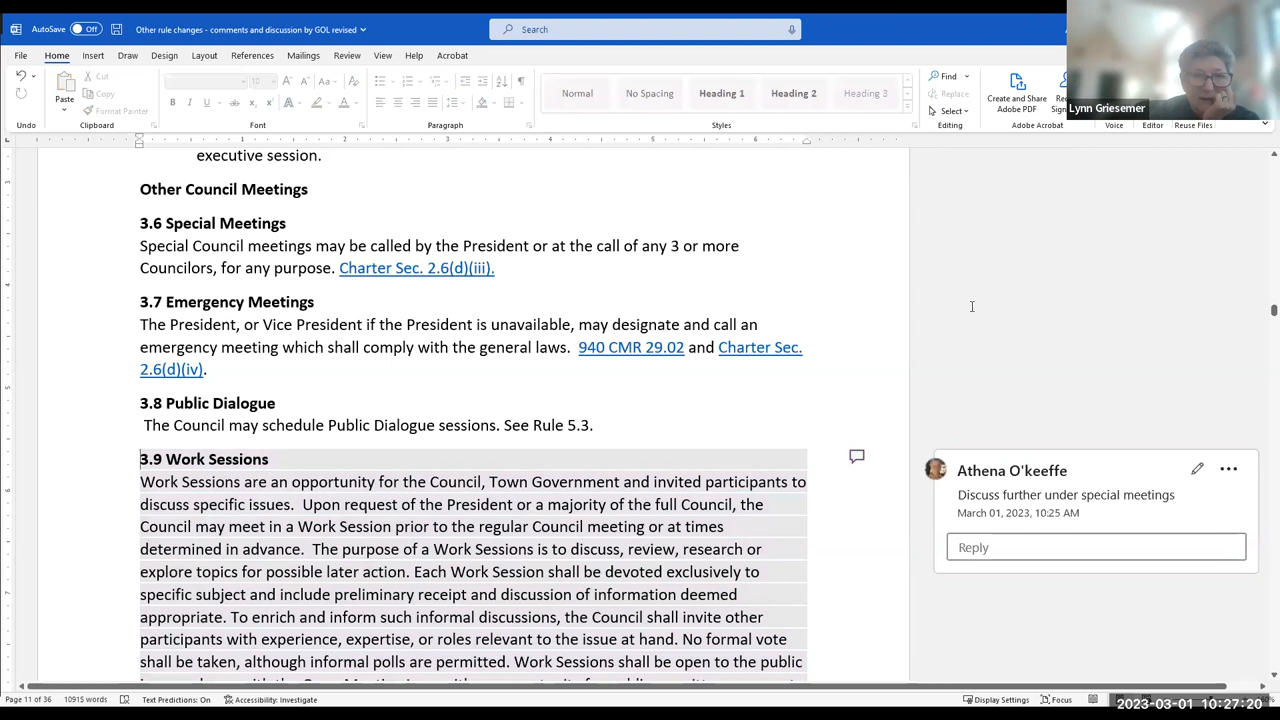 AutoSave Off Other rule changes - comments and discussion by GOL revised Search
File Home Insert Draw Design Layout References Mailings Review View Help Acrobat
Paste Cut Copy Format Painter
Normal No Spacing Heading 1 Heading 2 Heading 3
Find Replace Select
Create and Share Adobe PDF
Undo Clipboard Font Paragraph Styles Editing Adobe Acrobat Voice Editor Reuse Files
Lynn Griesemer
executive session.
Other Council Meetings
3.6 Special Meetings
Special Council meetings may be called by the President or at the call of any 3 or more
Councilors, for any purpose. Charter Sec. 2.6(d)(iii).
3.7 Emergency Meetings
The President, or Vice President if the President is unavailable, may designate and call an
emergency meeting which shall comply with the general laws. 940 CMR 29.02 and Charter Sec.
2.6(d)(iv).
3.8 Public Dialogue
The Council may schedule Public Dialogue sessions. See Rule 5.3.
3.9 Work Sessions
Work Sessions are an opportunity for the Council, Town Government and invited participants to
discuss specific issues. Upon request of the President or a majority of the full Council, the
Council may meet in a Work Session prior to the regular Council meeting or at times
determined in advance. The purpose of a Work Sessions is to discuss, review, research or
explore topics for possible later action. Each Work Session shall be devoted exclusively to
specific subject and include preliminary receipt and discussion of information deemed
appropriate. To enrich and inform such informal discussions, the Council shall invite other
participants with experience, expertise, or roles relevant to the issue at hand. No formal vote
shall be taken, although informal polls are permitted. Work Sessions shall be open to the public
Athena O'keeffe
Discuss further under special meetings
March 01, 2023, 10:25 AM
Reply
Page 11 of 36 10915 words Text Predictions: On Accessibility: Investigate Display Settings Focus
2023-03-01 10:27:20